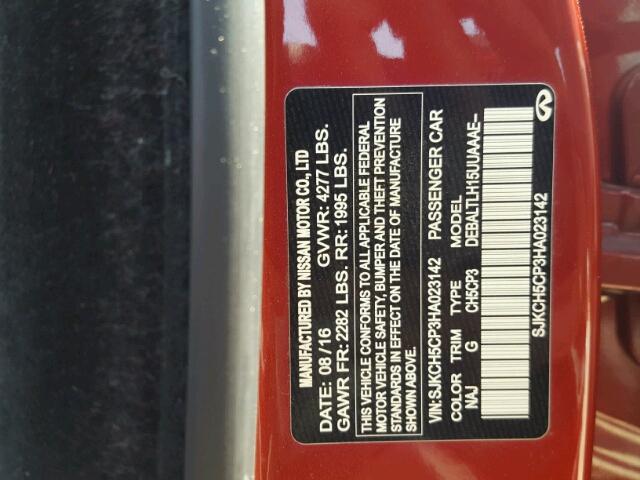 MANUFACTURED BY NISSAN MOTOR CO., LTD
DATE: 08/16 GVWR: 4277 LBS.
GAWR FR: 2282 LBS. RR: 1995 LBS.
THIS VEHICLE CONFORMS TO ALL APPLICABLE FEDERAL
MOTOR VEHICLE SAFETY, BUMPER AND THEFT PREVENTION
STANDARDS IN EFFECT ON THE DATE OF MANUFACTURE
SHOWN ABOVE.
VIN:SJKCH5CP3HA023142 PASSENGER CAR
COLOR TRIM TYPE MODEL
NAJ G CH5CP3 DEBALTLH15UUAAAE-
SJKCH5CP3HA023142